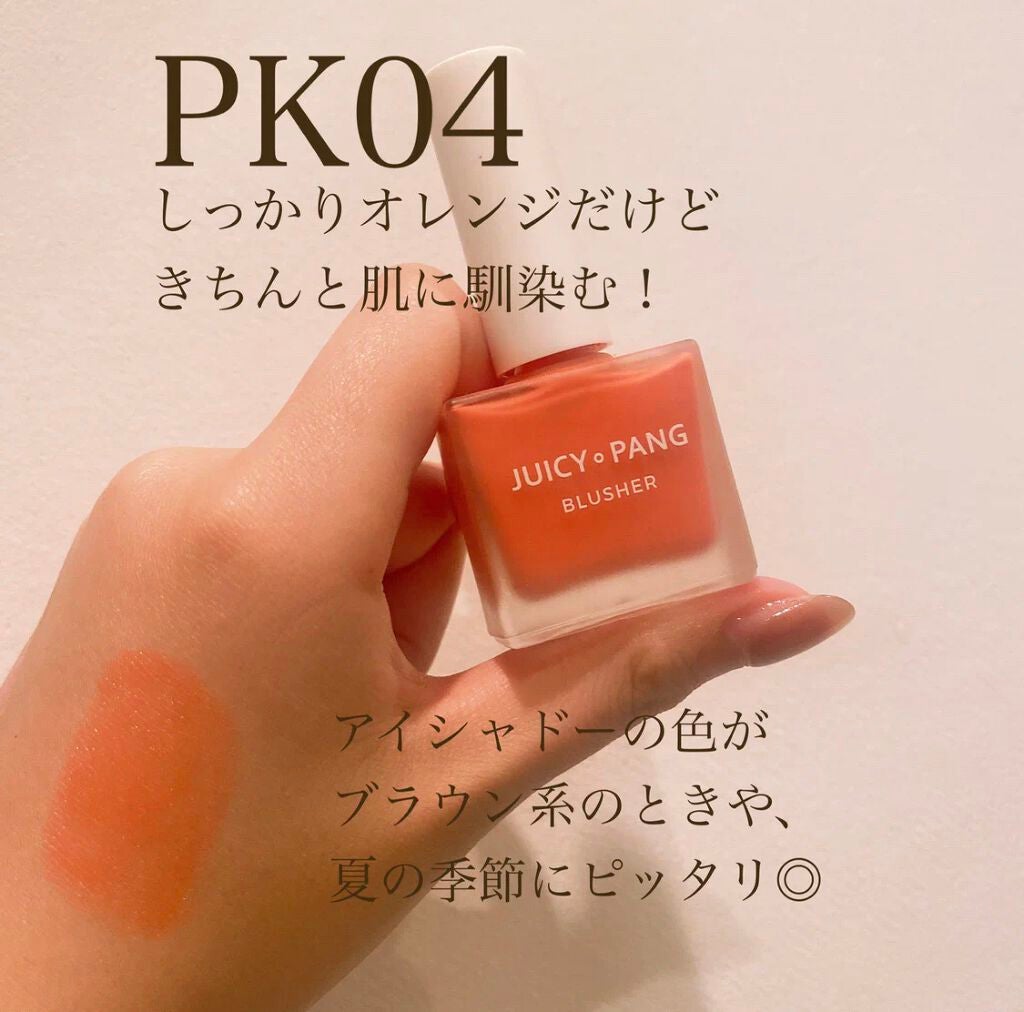 PK04
しっかりオレンジだけど
きちんと肌に馴染む！
JUICY∘PANG
BLUSHER
アイシャドーの色が
ブラウン系のときや、
夏の季節にピッタリ◎